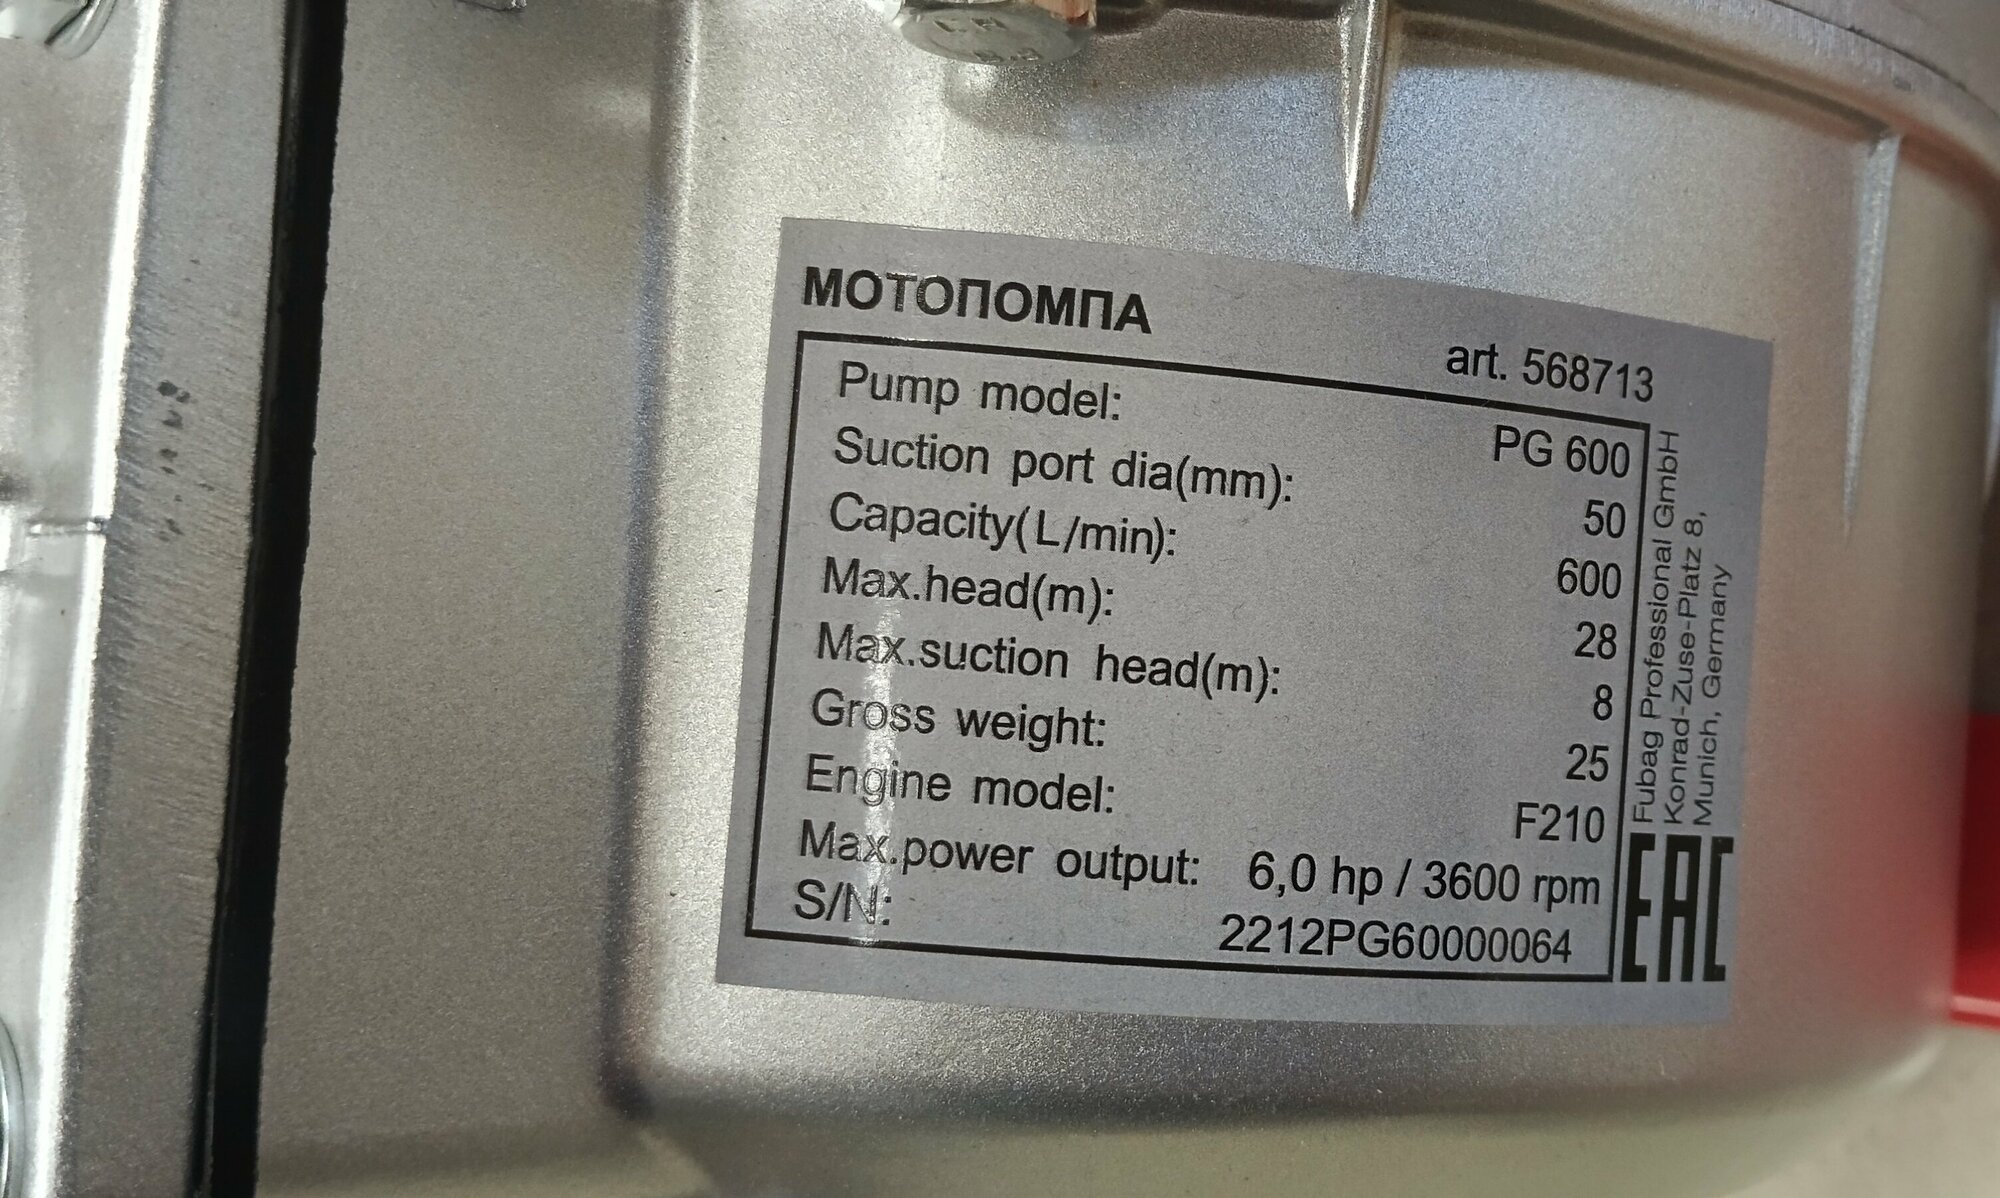 МОТОПОМПА
art. 568713
Pump model: PG 600
Suction port dia(mm): 50
Capacity(L/min): 600
Max.head(m): 28
Max.suction head(m): 8
Gross weight: 25
Engine model: F210
Max.power output: 6,0 hp / 3600 rpm
S/N: 2212PG60000064
Fubag Professional GmbH
Konrad-Zuse-Platz 8,
Munich, Germany
EAC